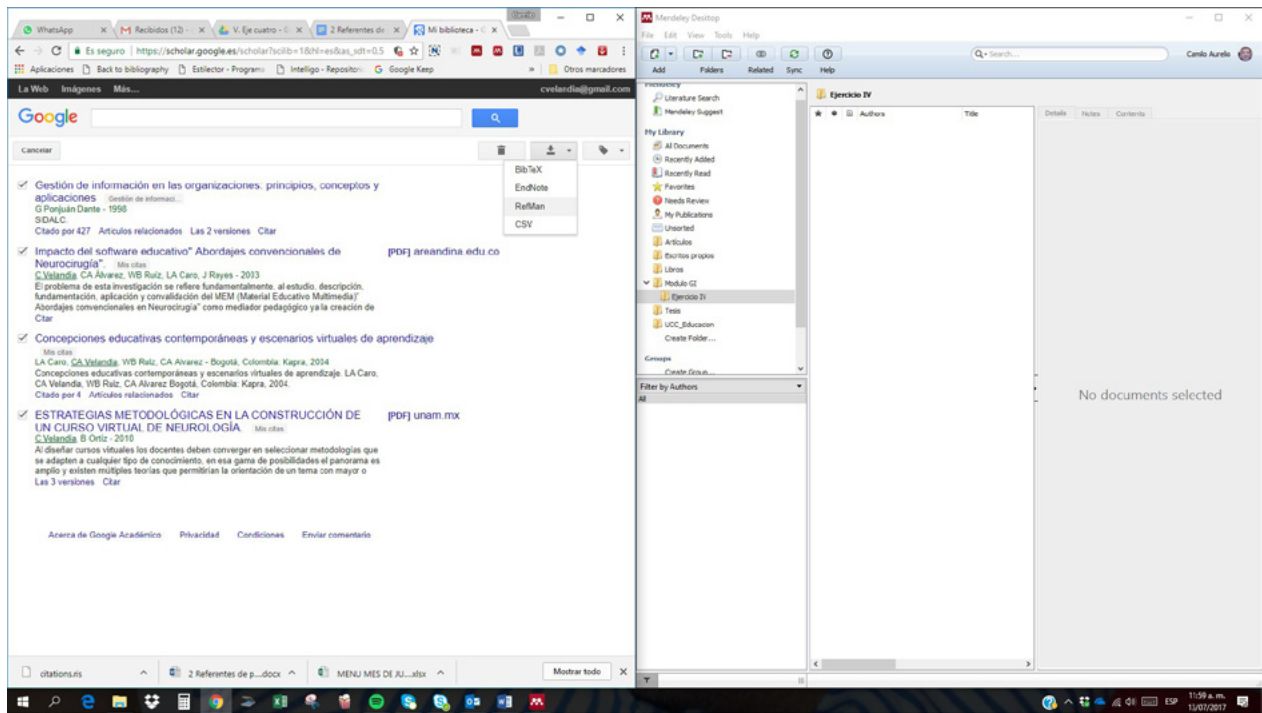 WhatsApp
Recibidos (12) -
V. Eje cuatro - E
2 Referentes de
Mi biblioteca - G
Es seguro
https://scholar.google.es/scholar?scilib=1&hl=es&as_sdt=0,5
Aplicaciones
Back to bibliography
Estilector - Programa
Intelligo - Repositori
Google Keep
»
Otros marcadores
La Web
Imágenes
Más...
cvelardia@gmail.com
Google
Cancelar
BibTeX
EndNote
RefMan
CSV
Gestión de información en las organizaciones: principios, conceptos y
aplicaciones
Gestión de informaci...
G Ponjuán Dante - 1998
SIDALC.
Citado por 427
Artículos relacionados
Las 2 versiones
Citar
Impacto del software educativo" Abordajes convencionales de
Neurocirugía".
Mis citas
[PDF] areandina.edu.co
C Velandia, CA Álvarez, WB Ruíz, LA Caro, J Reyes - 2013
El problema de esta investigación se refiere fundamentalmente, al estudio, descripción,
fundamentación, aplicación y convalidación del MEM (Material Educativo Multimedia)"
Abordajes convencionales en Neurocirugía" como mediador pedagógico ya la creación de
Citar
Concepciones educativas contemporáneas y escenarios virtuales de aprendizaje
Mis citas
LA Caro, CA Velandia, WB Ruiz, CA Alvarez - Bogotá, Colombia: Kapra, 2004
Concepciones educativas contemporáneas y escenarios virtuales de aprendizaje. LA Caro,
CA Velandia, WB Ruiz, CA Alvarez Bogotá, Colombia: Kapra, 2004.
Citado por 4
Artículos relacionados
Citar
ESTRATEGIAS METODOLÓGICAS EN LA CONSTRUCCIÓN DE
UN CURSO VIRTUAL DE NEUROLOGÍA
Mis citas
[PDF] unam.mx
C Velandia, B Ortiz - 2010
Al diseñar cursos virtuales los docentes deben converger en seleccionar metodologías que
se adapten a cualquier tipo de conocimiento, en esa gama de posibilidades el panorama es
amplio y existen múltiples teorías que permitirían la orientación de un tema con mayor o
Las 3 versiones
Citar
Acerca de Google Académico
Privacidad
Condiciones
Enviar comentario
citations.ris
2 Referentes de p....docx
MENU MES DE JU....xlsx
Mostrar todo
Mendeley Desktop
File
Edit
View
Tools
Help
Add
Folders
Related
Sync
Help
Search...
Camilo Aurelio
Mendeley
Literature Search
Mendeley Suggest
My Library
All Documents
Recently Added
Recently Read
Favorites
Needs Review
My Publications
Unsorted
Artículos
Escritos propios
Libros
Modulo GI
Ejercicio IV
Tesis
UCC_Educacion
Create Folder...
Groups
Create Group...
Filter by Authors
All
Ejercicio IV
Authors
Title
Details
Notes
Contents
No documents selected
ESP
11:59 a. m.
13/07/2017